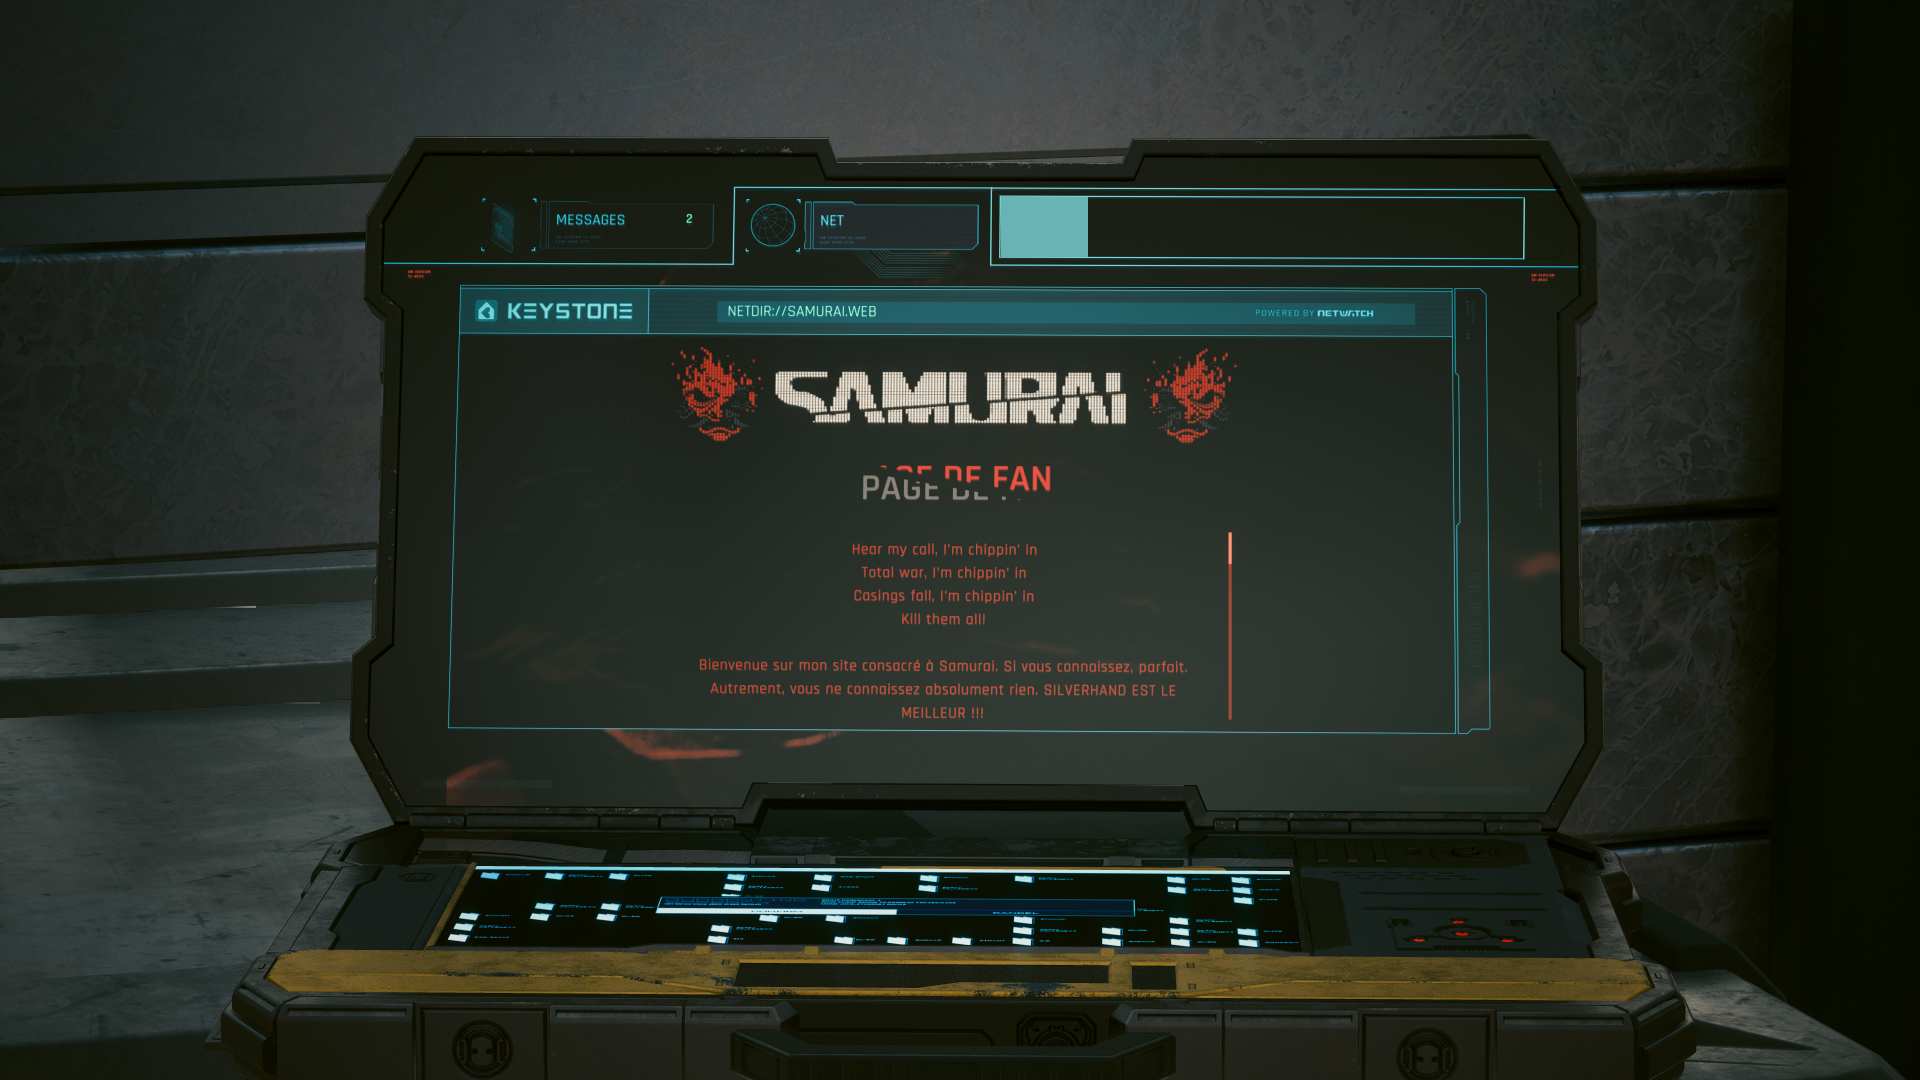 MESSAGES 2
NET
KEYSTONE
NETDIR://SAMURAI.WEB
POWERED BY NETWATCH
SAMURAI
PAGE DE FAN
Hear my call, I'm chippin' in
Total war, I'm chippin' in
Casings fall, I'm chippin' in
Kill them all!
Bienvenue sur mon site consacré à Samurai. Si vous connaissez, parfait.
Autrement, vous ne connaissez absolument rien. SILVERHAND EST LE
MEILLEUR !!!